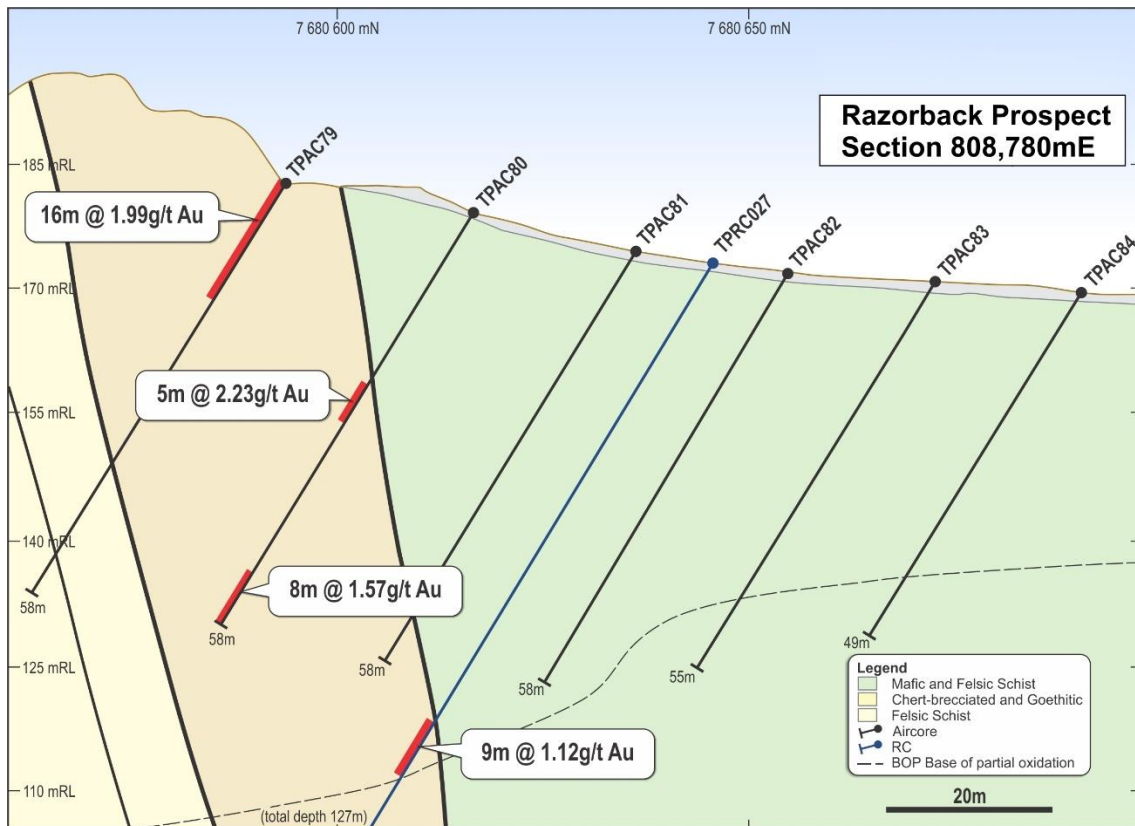 7 680 600 mN
7 680 650 mN
Razorback Prospect
Section 808,780mE
185 mRL
170 mRL
155 mRL
140 mRL
125 mRL
110 mRL
TPAC79
TPAC80
TPAC81
TPRC027
TPAC82
TPAC83
TPAC84
16m @ 1.99g/t Au
5m @ 2.23g/t Au
8m @ 1.57g/t Au
9m @ 1.12g/t Au
58m
58m
58m
58m
55m
49m
(total depth 127m)
Legend
Mafic and Felsic Schist
Chert-brecciated and Goethitic
Felsic Schist
Aircore
RC
BOP Base of partial oxidation
20m